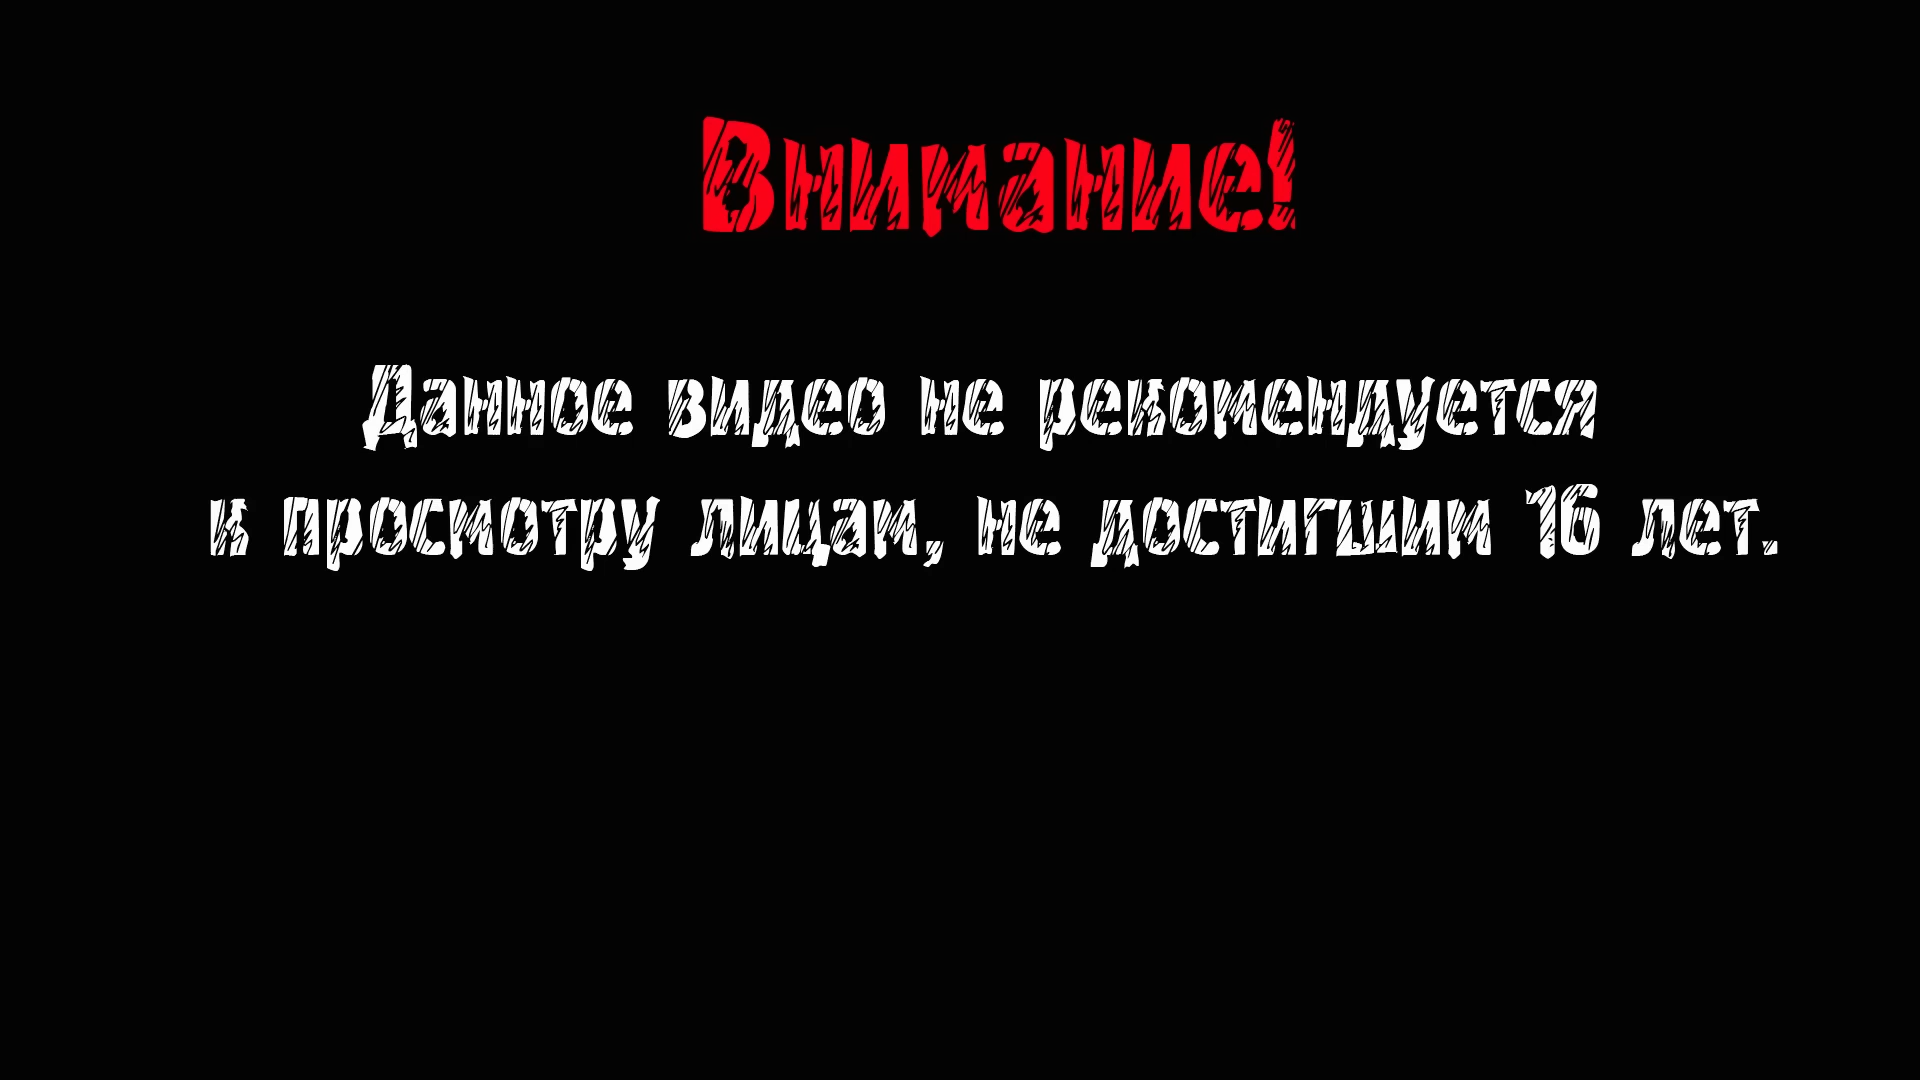 Внимание!
Данное видео не рекомендуется
к просмотру лицам, не достигшим 16 лет.